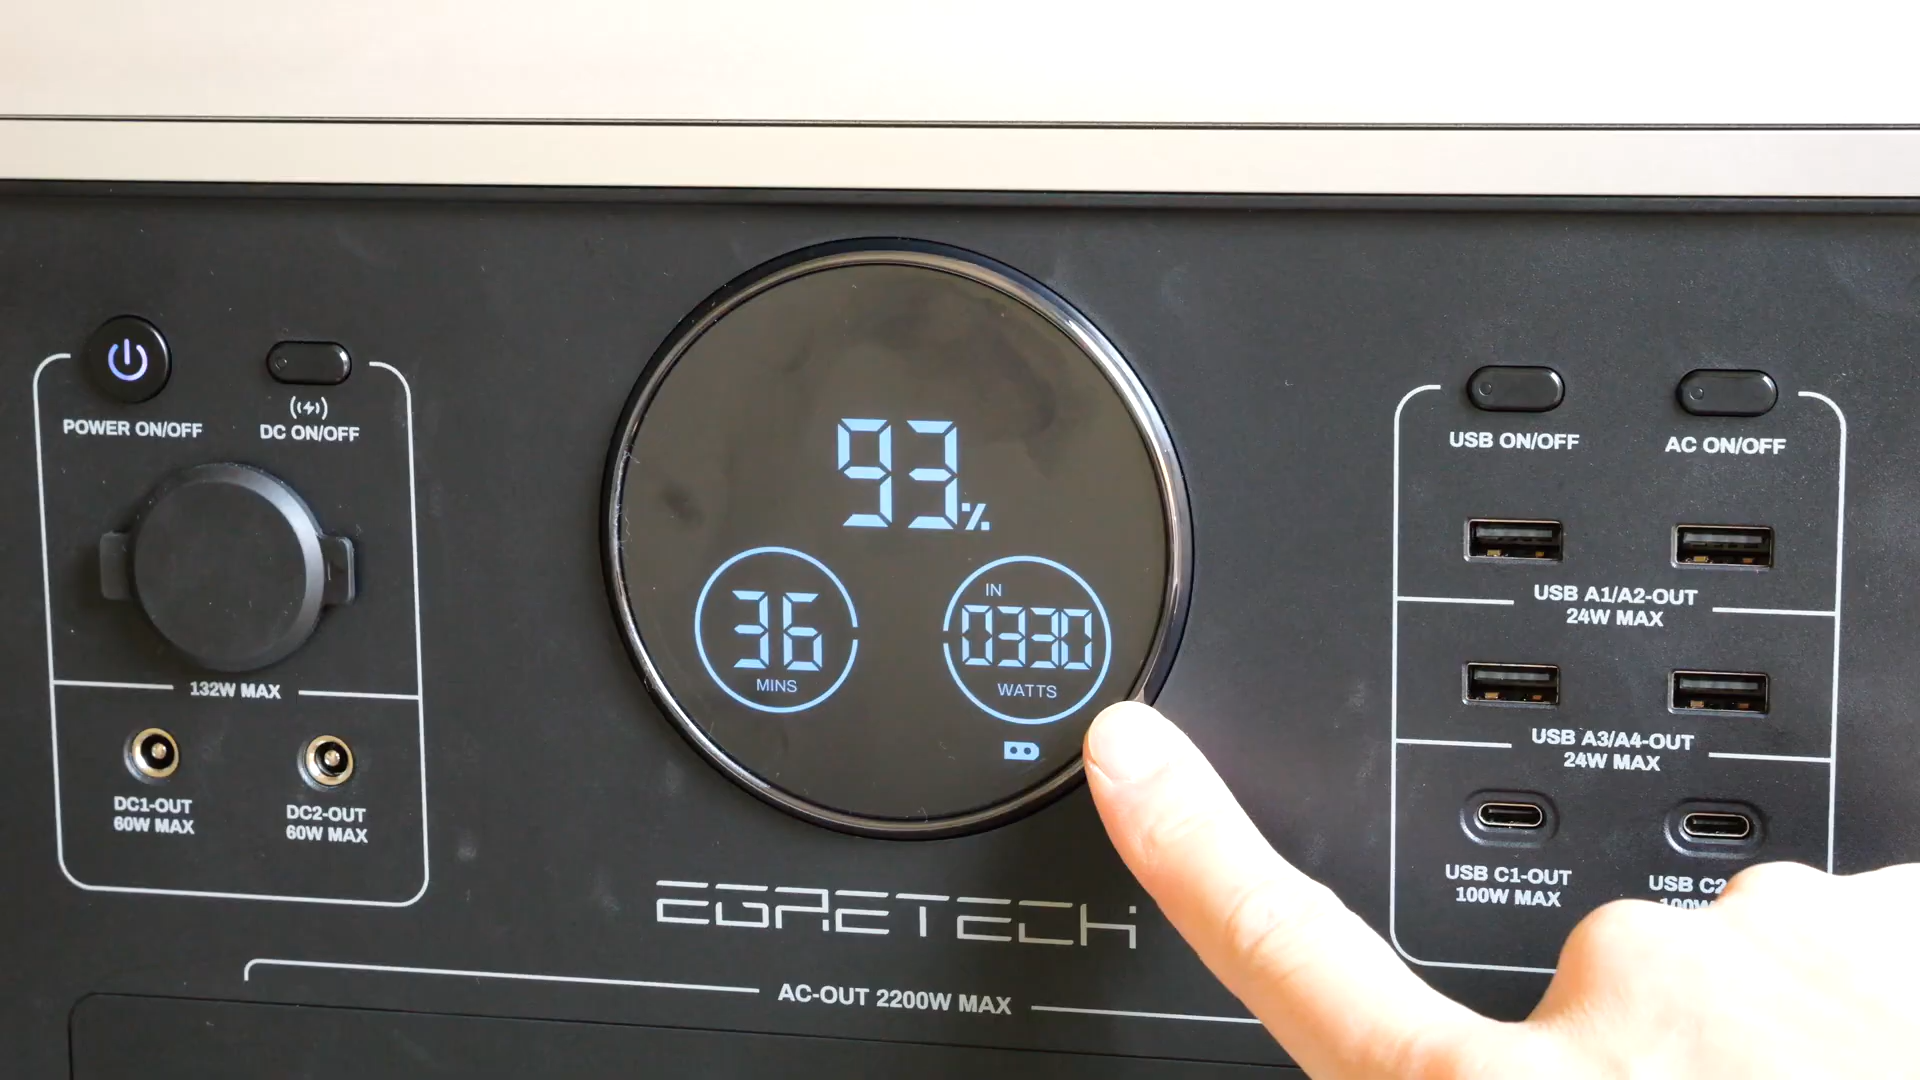 POWER ON/OFF
DC ON/OFF
132W MAX
DC1-OUT
60W MAX
DC2-OUT
60W MAX
93%
36
MINS
IN
0330
WATTS
EGRETECH
AC-OUT 2200W MAX
USB ON/OFF
AC ON/OFF
USB A1/A2-OUT
24W MAX
USB A3/A4-OUT
24W MAX
USB C1-OUT
100W MAX
USB C2
100W